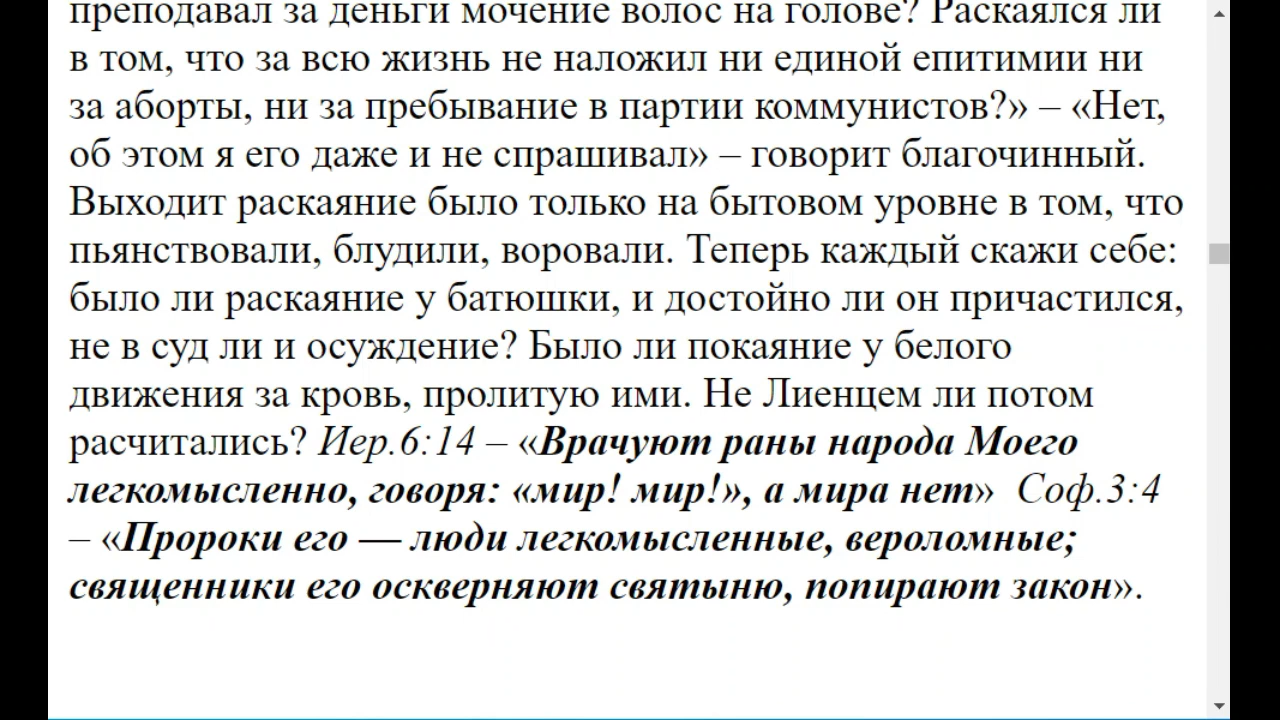 преподавал за деньги мочение волос на голове? Раскаялся ли
в том, что за всю жизнь не наложил ни единой епитимии ни
за аборты, ни за пребывание в партии коммунистов?» – «Нет,
об этом я его даже и не спрашивал» – говорит благочинный.
Выходит раскаяние было только на бытовом уровне в том, что
пьянствовали, блудили, воровали. Теперь каждый скажи себе:
было ли раскаяние у батюшки, и достойно ли он причастился,
не в суд ли и осуждение? Было ли покаяние у белого
движения за кровь, пролитую ими. Не Лиенцем ли потом
расчитались? Иер.6:14 – «Врачуют раны народа Моего
легкомысленно, говоря: «мир! мир!», а мира нет» Соф.3:4
– «Пророки его — люди легкомысленные, вероломные;
священники его оскверняют святыню, попирают закон».